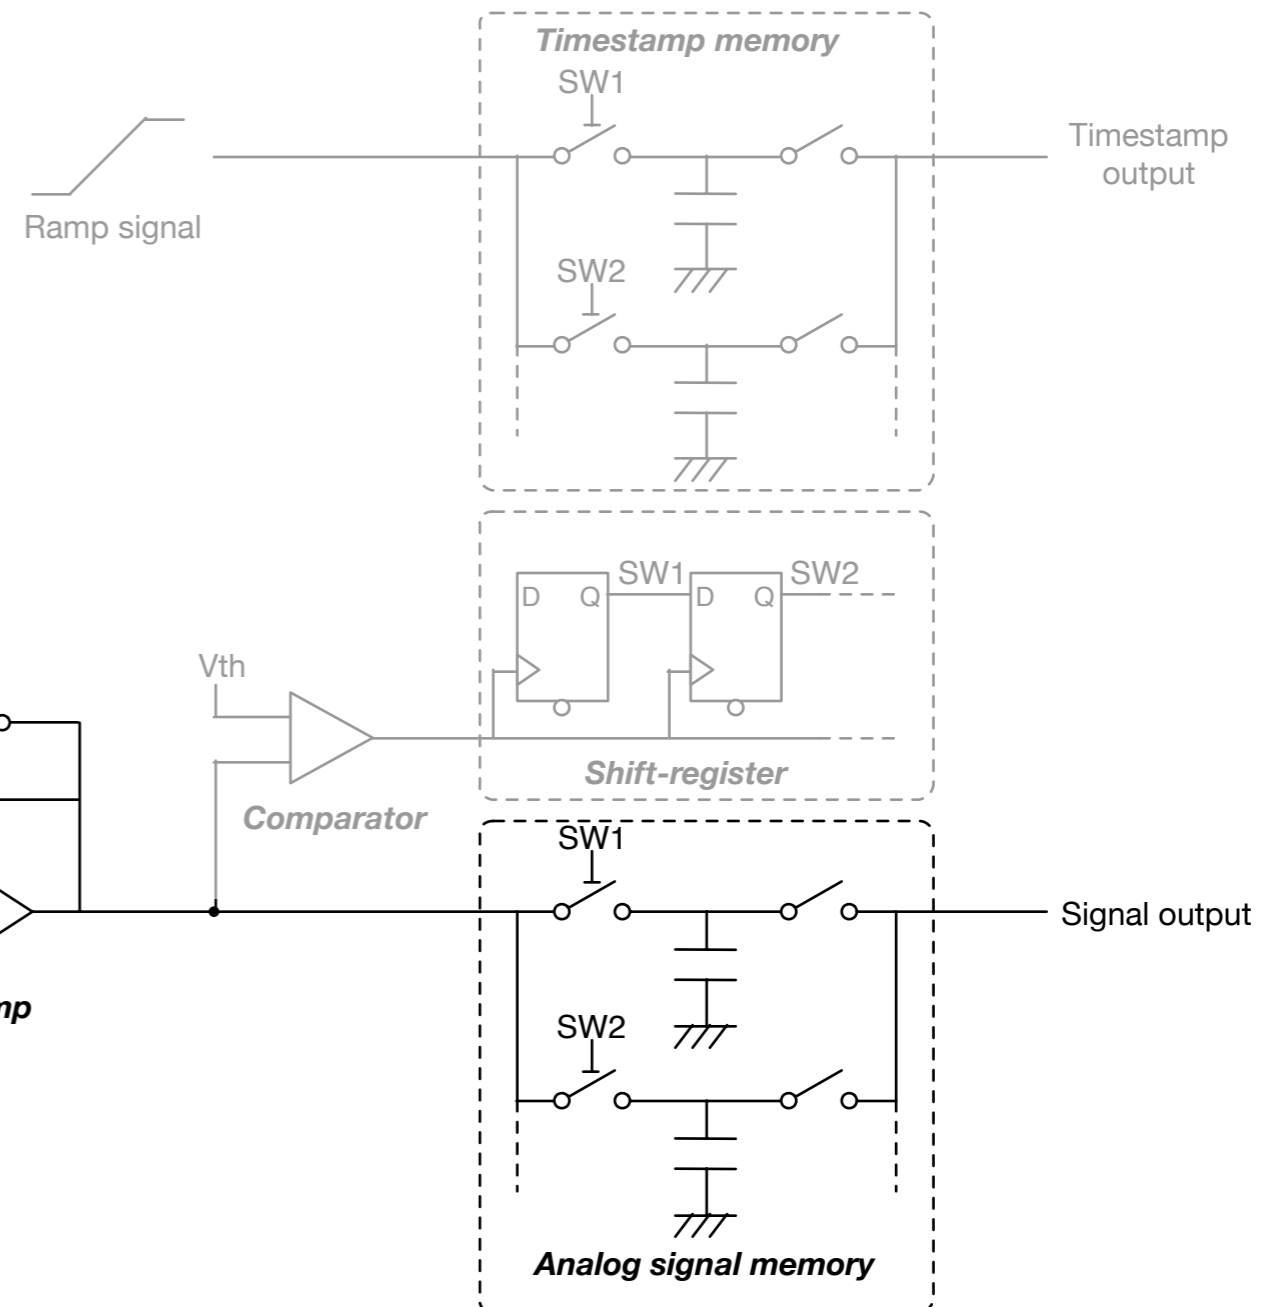 Timestamp memory
SW1
Timestamp
output
Ramp signal
SW2
SW1
SW2
D
Q
D
Q
Vth
Shift-register
Comparator
SW1
Signal output
mp
SW2
Analog signal memory